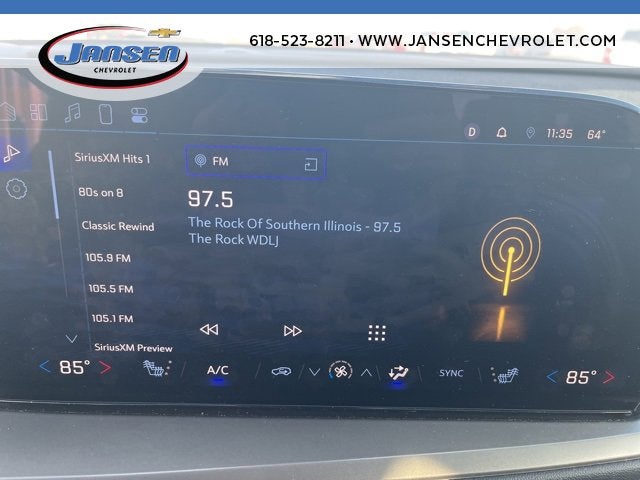 JANSEN
CHEVROLET
618-523-8211 • WWW.JANSENCHEVROLET.COM
D
11:35
64°
SiriusXM Hits 1
80s on 8
Classic Rewind
105.9 FM
105.5 FM
105.1 FM
SiriusXM Preview
FM
97.5
The Rock Of Southern Illinois - 97.5
The Rock WDLJ
85°
A/C
SYNC
85°